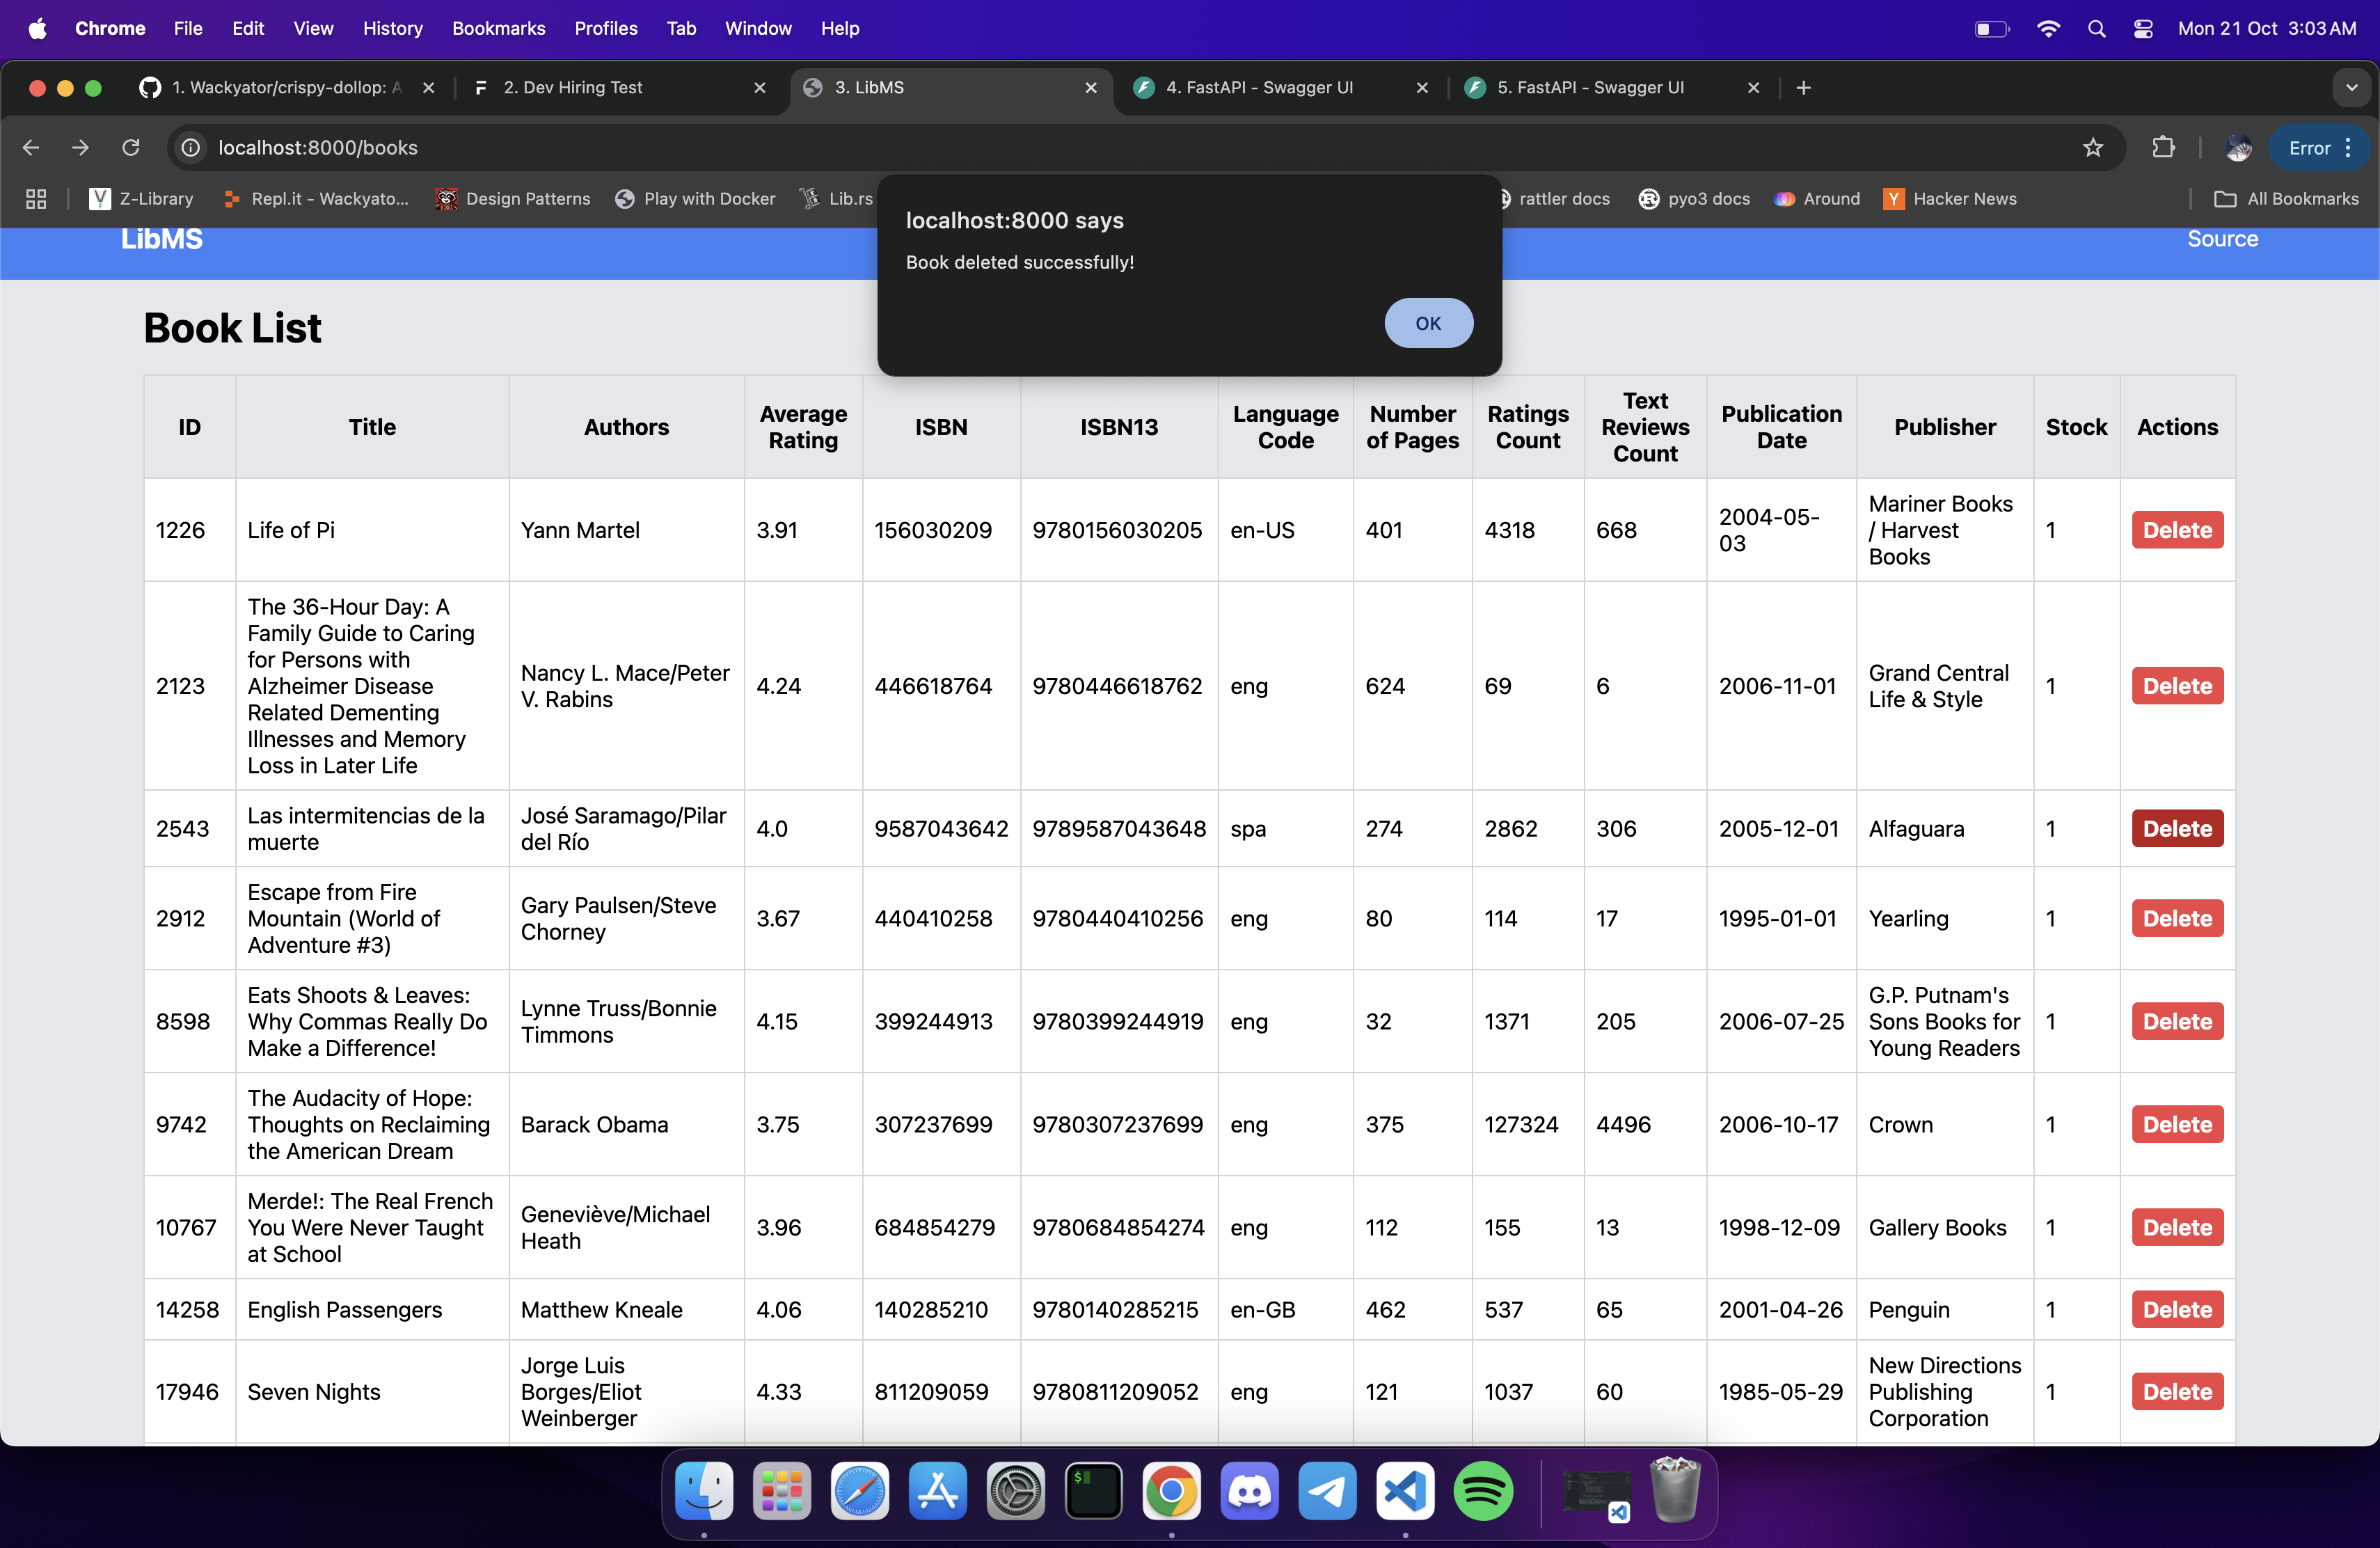 Chrome File Edit View History Bookmarks Profiles Tab Window Help Mon 21 Oct 3:03 AM
1. Wackyator/crispy-dollop: A 2. Dev Hiring Test 3. LibMS 4. FastAPI - Swagger UI 5. FastAPI - Swagger UI
localhost:8000/books Error
Z-Library Repl.it - Wackyato... Design Patterns Play with Docker Lib.rs rattler docs pyo3 docs Around Hacker News All Bookmarks
localhost:8000 says
Book deleted successfully!
OK
LibMS Source
Book List
ID Title Authors Average Rating ISBN ISBN13 Language Code Number of Pages Ratings Count Text Reviews Count Publication Date Publisher Stock Actions
1226 Life of Pi Yann Martel 3.91 156030209 9780156030205 en-US 401 4318 668 2004-05-03 Mariner Books / Harvest Books 1 Delete
2123 The 36-Hour Day: A Family Guide to Caring for Persons with Alzheimer Disease Related Dementing Illnesses and Memory Loss in Later Life Nancy L. Mace/Peter V. Rabins 4.24 446618764 9780446618762 eng 624 69 6 2006-11-01 Grand Central Life & Style 1 Delete
2543 Las intermitencias de la muerte José Saramago/Pilar del Río 4.0 9587043642 9789587043648 spa 274 2862 306 2005-12-01 Alfaguara 1 Delete
2912 Escape from Fire Mountain (World of Adventure #3) Gary Paulsen/Steve Chorney 3.67 440410258 9780440410256 eng 80 114 17 1995-01-01 Yearling 1 Delete
8598 Eats Shoots & Leaves: Why Commas Really Do Make a Difference! Lynne Truss/Bonnie Timmons 4.15 399244913 9780399244919 eng 32 1371 205 2006-07-25 G.P. Putnam's Sons Books for Young Readers 1 Delete
9742 The Audacity of Hope: Thoughts on Reclaiming the American Dream Barack Obama 3.75 307237699 9780307237699 eng 375 127324 4496 2006-10-17 Crown 1 Delete
10767 Merde!: The Real French You Were Never Taught at School Geneviève/Michael Heath 3.96 684854279 9780684854274 eng 112 155 13 1998-12-09 Gallery Books 1 Delete
14258 English Passengers Matthew Kneale 4.06 140285210 9780140285215 en-GB 462 537 65 2001-04-26 Penguin 1 Delete
17946 Seven Nights Jorge Luis Borges/Eliot Weinberger 4.33 811209059 9780811209052 eng 121 1037 60 1985-05-29 New Directions Publishing Corporation 1 Delete